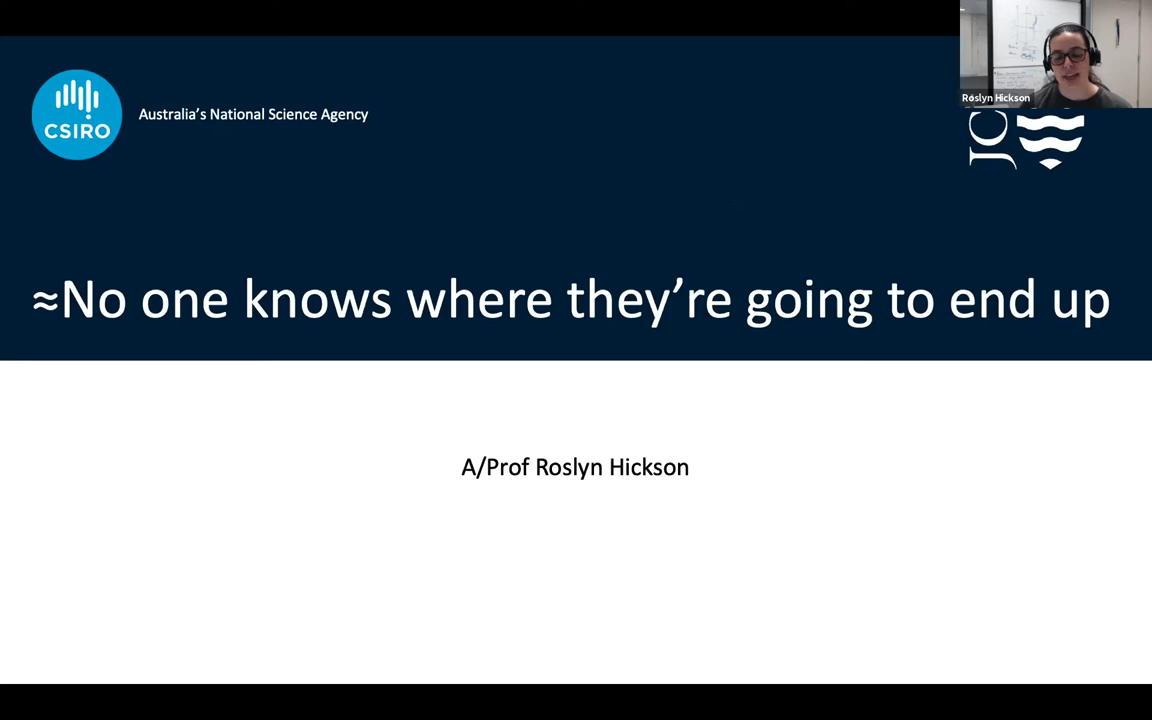 CSIRO
Australia's National Science Agency
Roslyn Hickson
JC
≈No one knows where they're going to end up
A/Prof Roslyn Hickson